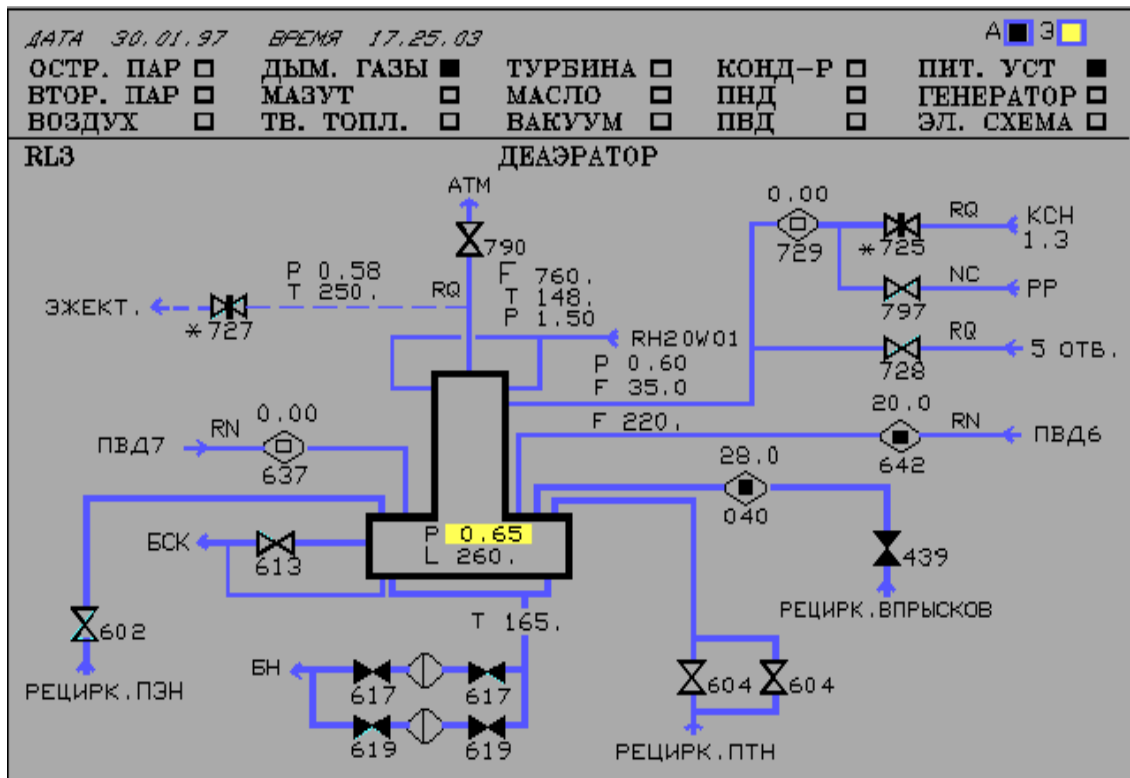 ДАТА 30.01.97 ВРЕМЯ 17.25.03 А Э
ОСТР. ПАР ДЫМ. ГАЗЫ ТУРБИНА КОНД-Р ПИТ. УСТ
ВТОР. ПАР МАЗУТ МАСЛО ПНД ГЕНЕРАТОР
ВОЗДУХ ТВ. ТОПЛ. ВАКУУМ ПВД ЭЛ. СХЕМА
RL3 ДЕАЭРАТОР
АТМ
790
0.00
729
*725
RQ
КСН
1.3
P 0.58
T 250.
RQ
F 760.
T 148.
P 1.50
ЭЖЕКТ.
*727
NC
797
РР
RH20W01
P 0.60
F 35.0
RQ
728
5 ОТВ.
0.00
ПВД7
RN
637
F 220.
20.0
642
RN
ПВД6
28.0
040
P 0.65
L 260.
БСК
613
439
РЕЦИРК.ВПРЫСКОВ
602
РЕЦИРК.ПЭН
T 165.
БН
617
617
619
619
604
604
РЕЦИРК.ПТН